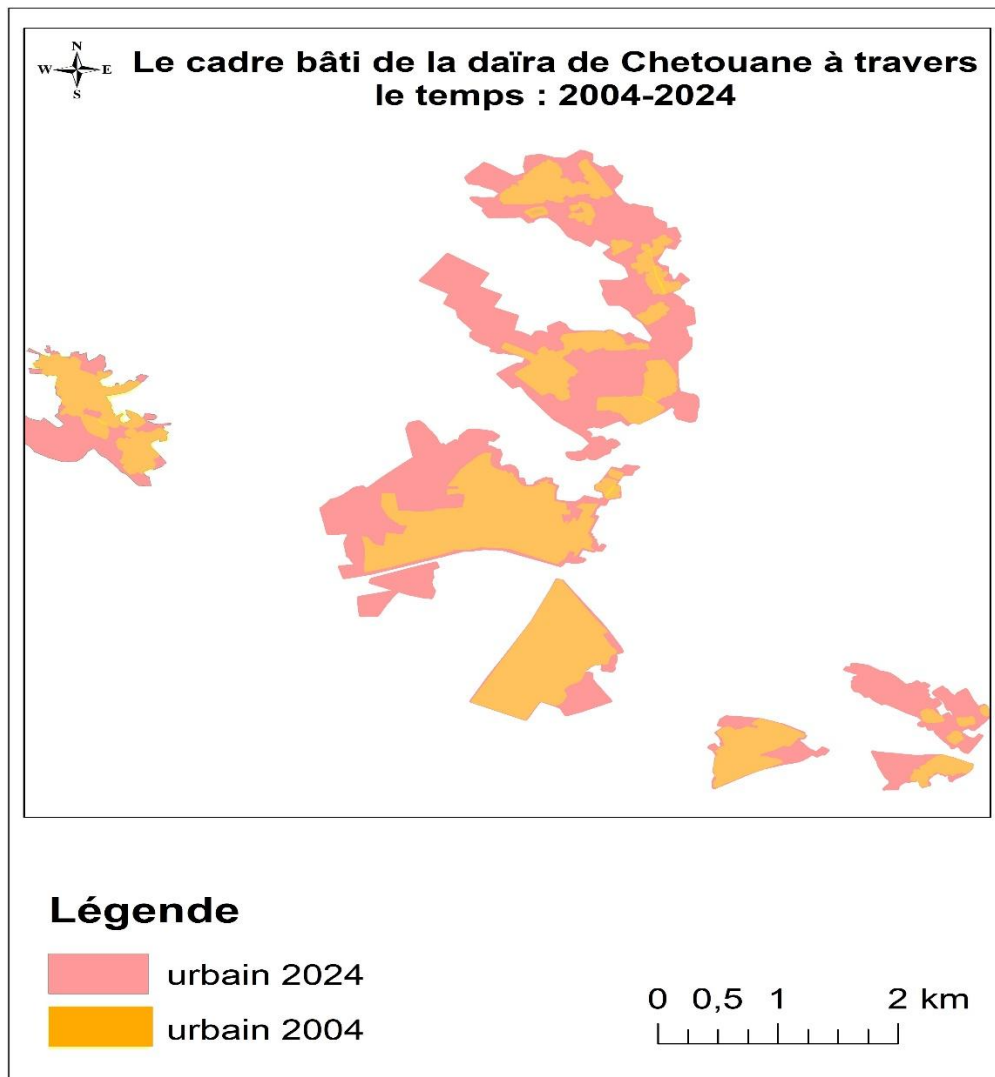 N
W E
S
Le cadre bâti de la daïra de Chetouane à travers
le temps : 2004-2024
Légende
urbain 2024
urbain 2004
0 0,5 1 2 km